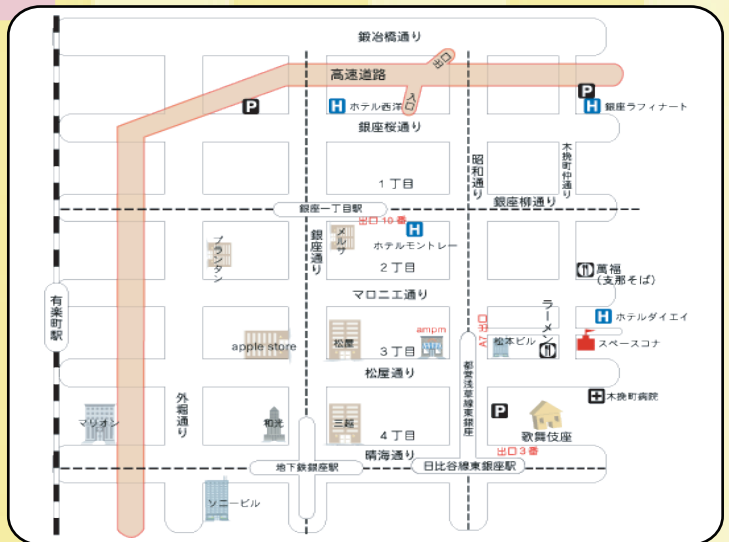 鍛冶橋通り
高速道路
出口
入口
P
P
H ホテル西洋
H 銀座ラフィナート
銀座桜通り
木挽町仲通り
昭和通り
1丁目
銀座柳通り
銀座一丁目駅
出口10番
メルサ
H
ホテルモントレー
プランタン
銀座通り
2丁目
萬福
(支那そば)
マロニエ通り
有楽町駅
ラーメン
H ホテルダイエイ
A7出口
ampm
apple store
松屋
3丁目
松本ビル
スペースコナ
松屋通り
都営浅草線東銀座
外堀通り
木挽町病院
マリオン
和光
三越
4丁目
P
歌舞伎座
晴海通り
出口3番
地下鉄銀座駅
日比谷線東銀座駅
ソニービル